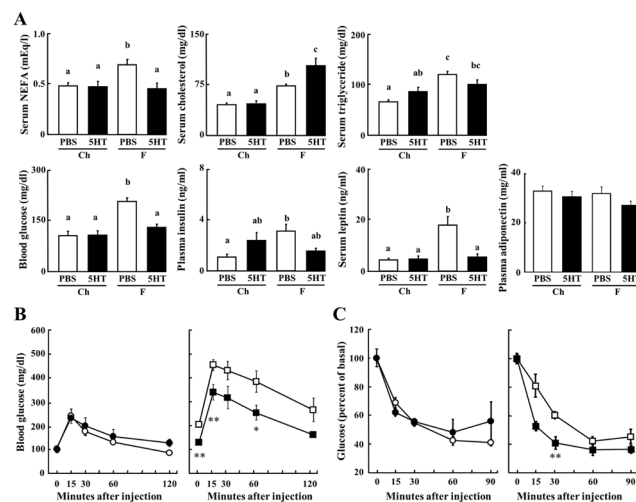 A
Serum NEFA (mEq/l)
1.0
0.5
0
a
a
b
a
PBS 5HT PBS 5HT
Ch F
Serum cholesterol (mg/dl)
150
75
0
a
a
b
c
PBS 5HT PBS 5HT
Ch F
Serum triglyceride (mg/dl)
200
100
0
a
ab
c
bc
PBS 5HT PBS 5HT
Ch F
Blood glucose (mg/dl)
300
150
0
a
a
b
a
PBS 5HT PBS 5HT
Ch F
Plasma insulin (ng/ml)
6
4
2
0
a
ab
b
ab
PBS 5HT PBS 5HT
Ch F
Serum leptin (ng/ml)
40
20
0
a
a
b
a
PBS 5HT PBS 5HT
Ch F
Plasma adiponectin (mg/ml)
40
20
0
PBS 5HT PBS 5HT
Ch F
B
Blood glucose (mg/dl)
600
500
400
300
200
100
0
0 15 30 60 120
Minutes after injection
**
**
*
0 15 30 60 120
Minutes after injection
C
Glucose (percent of basal)
120
100
80
60
40
20
0
0 15 30 60 90
Minutes after injection
**
0 15 30 60 90
Minutes after injection